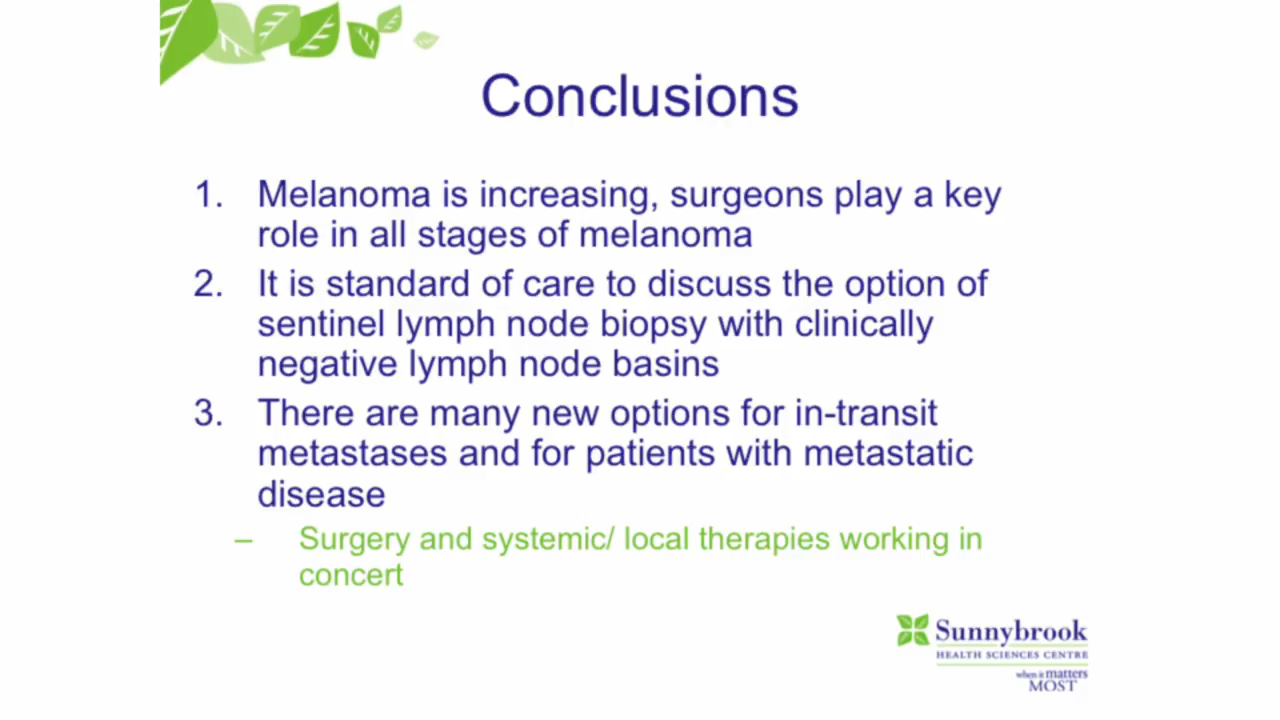 Conclusions
1. Melanoma is increasing, surgeons play a key
role in all stages of melanoma
2. It is standard of care to discuss the option of
sentinel lymph node biopsy with clinically
negative lymph node basins
3. There are many new options for in-transit
metastases and for patients with metastatic
disease
– Surgery and systemic/ local therapies working in
concert
Sunnybrook
HEALTH SCIENCES CENTRE
when it matters
MOST